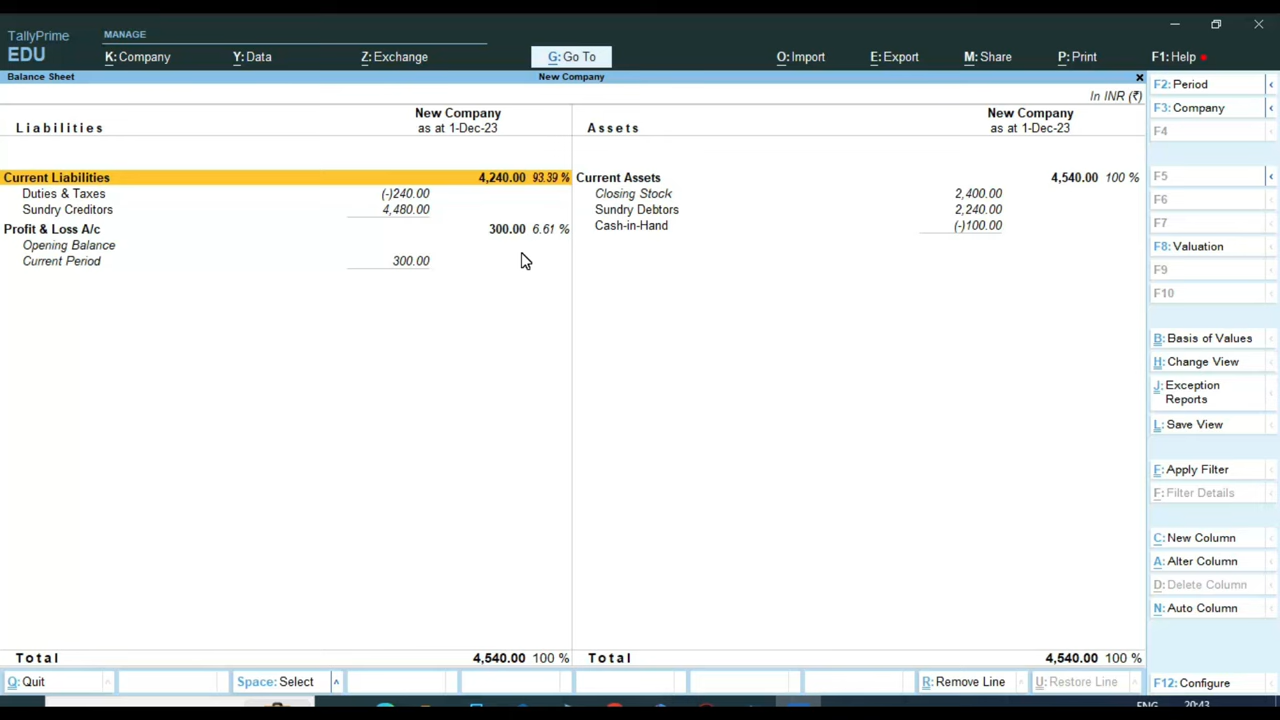 TallyPrime
EDU
MANAGE
K: Company
Y: Data
Z: Exchange
G: Go To
O: Import
E: Export
M: Share
P: Print
F1: Help
Balance Sheet
New Company
x
In INR (₹)
Liabilities
New Company
as at 1-Dec-23
Assets
New Company
as at 1-Dec-23
Current Liabilities 4,240.00 93.39 %
Duties & Taxes (-)240.00
Sundry Creditors 4,480.00
Profit & Loss A/c 300.00 6.61 %
Opening Balance
Current Period 300.00
Current Assets 4,540.00 100 %
Closing Stock 2,400.00
Sundry Debtors 2,240.00
Cash-in-Hand (-)100.00
Total 4,540.00 100 %
Total 4,540.00 100 %
F2: Period
F3: Company
F4
F5
F6
F7
F8: Valuation
F9
F10
B: Basis of Values
H: Change View
J: Exception
Reports
L: Save View
F: Apply Filter
F: Filter Details
C: New Column
A: Alter Column
D: Delete Column
N: Auto Column
Q: Quit
Space: Select
R: Remove Line
U: Restore Line
F12: Configure
ENG
20:43